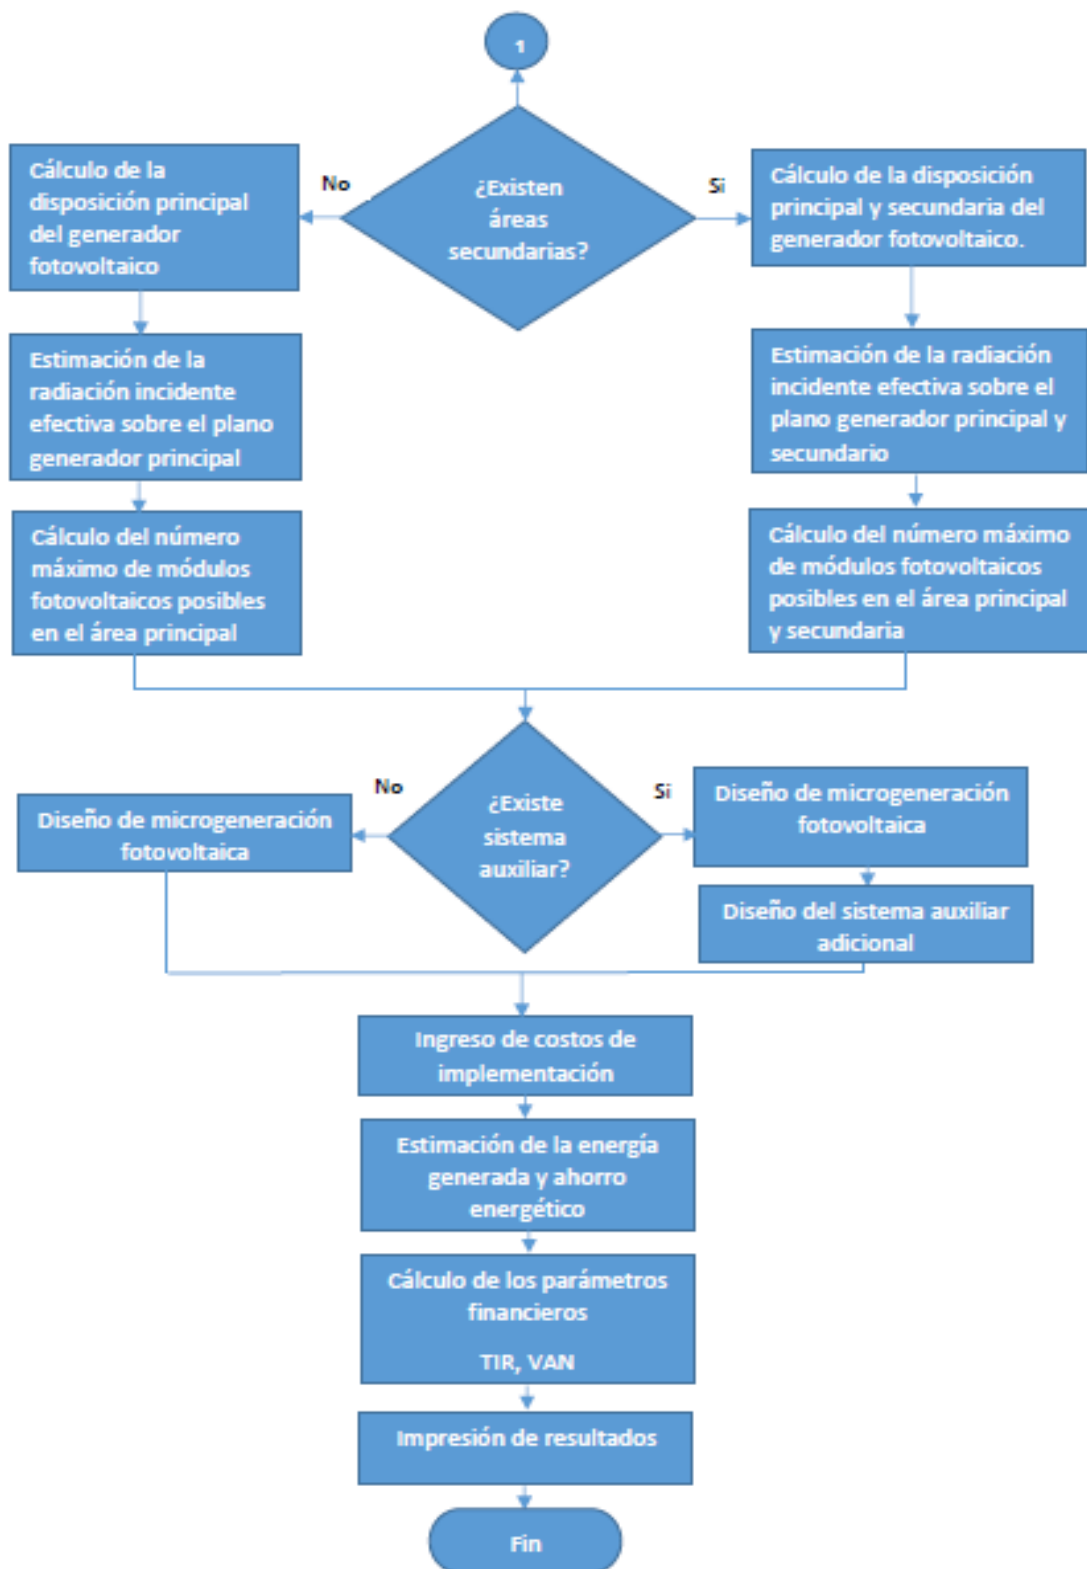 1
¿Existen
áreas
secundarias?
No
Si
Cálculo de la
disposición principal
del generador
fotovoltaico
Cálculo de la disposición
principal y secundaria del
generador fotovoltaico.
Estimación de la
radiación incidente
efectiva sobre el plano
generador principal
Estimación de la radiación
incidente efectiva sobre el
plano generador principal y
secundario
Cálculo del número
máximo de módulos
fotovoltaicos posibles
en el área principal
Cálculo del número máximo
de módulos fotovoltaicos
posibles en el área principal
y secundaria
¿Existe
sistema
auxiliar?
No
Si
Diseño de microgeneración
fotovoltaica
Diseño de microgeneración
fotovoltaica
Diseño del sistema auxiliar
adicional
Ingreso de costos de
implementación
Estimación de la energía
generada y ahorro
energético
Cálculo de los parámetros
financieros
TIR, VAN
Impresión de resultados
Fin